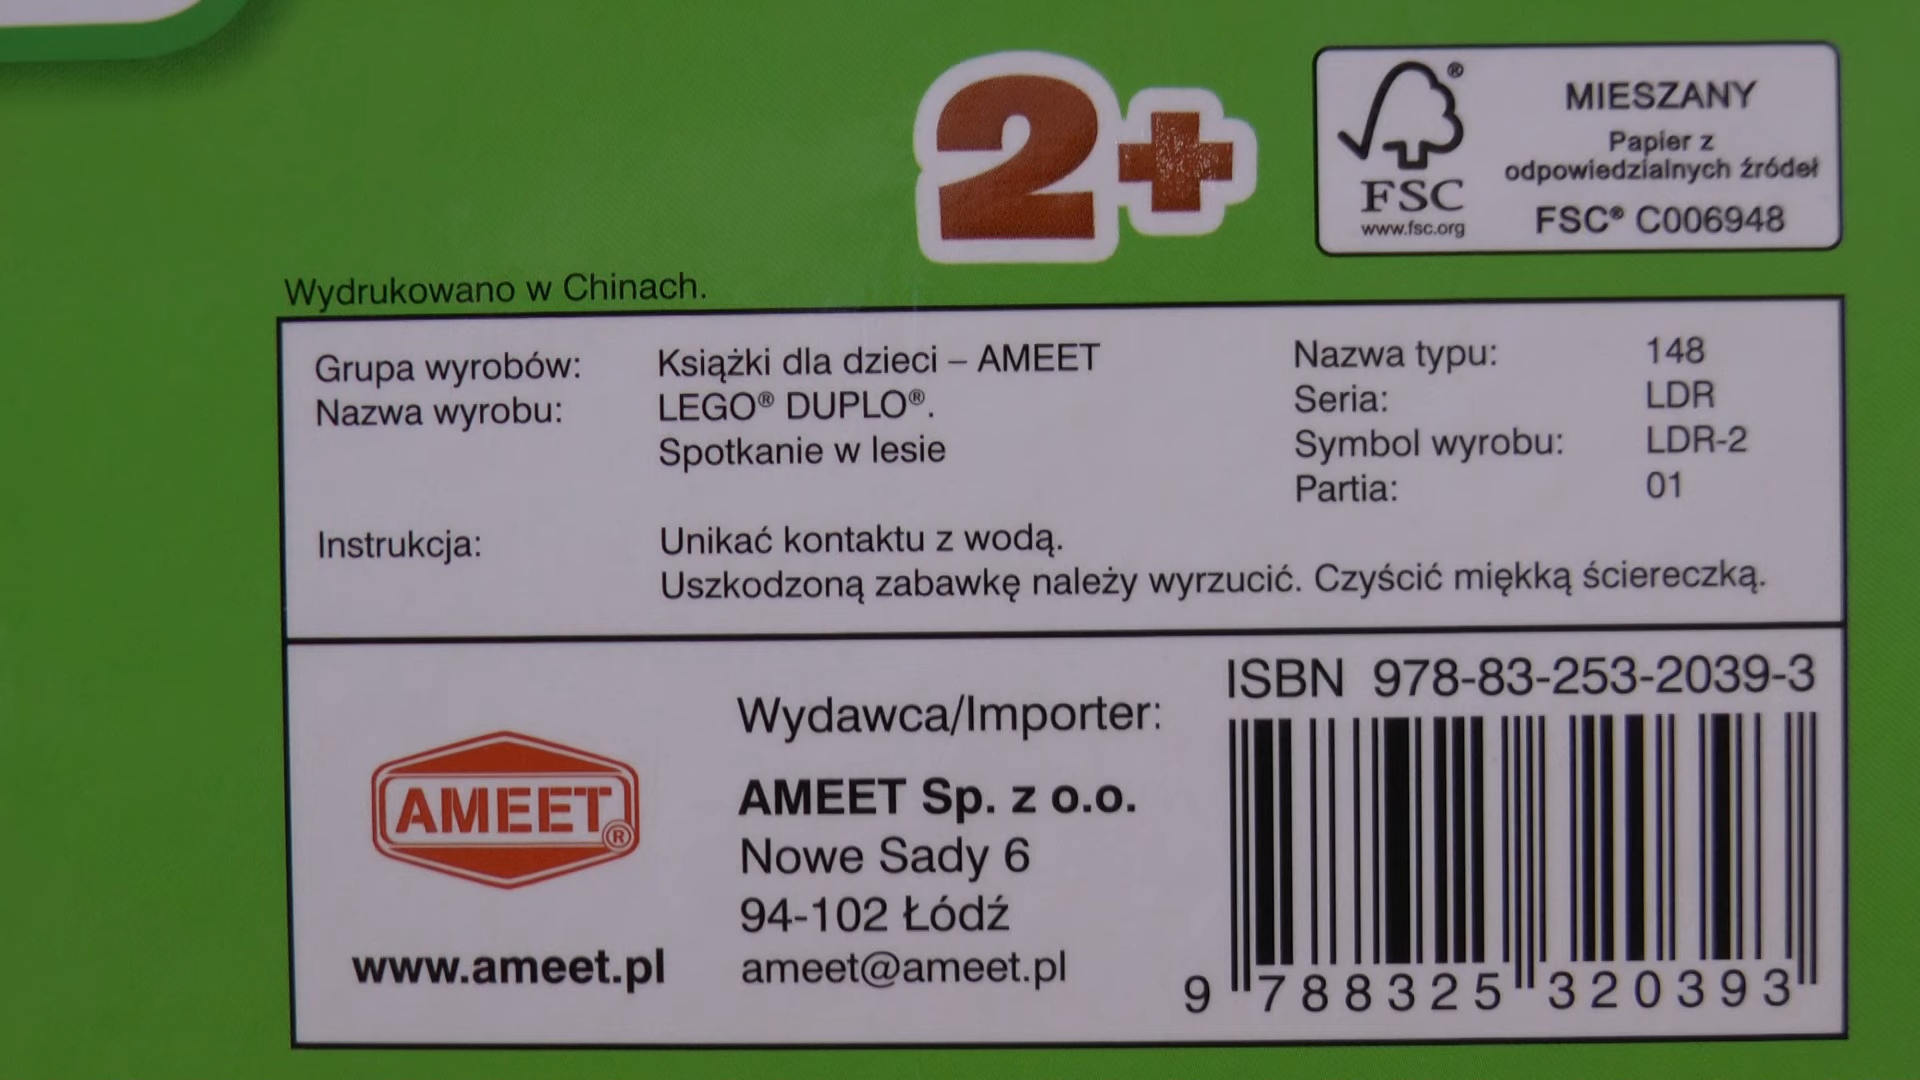 2+
®
MIESZANY
Papier z
odpowiedzialnych źródeł
FSC
www.fsc.org
FSC® C006948
Wydrukowano w Chinach.
Grupa wyrobów: Książki dla dzieci – AMEET
Nazwa wyrobu: LEGO® DUPLO®.
Spotkanie w lesie
Nazwa typu: 148
Seria: LDR
Symbol wyrobu: LDR-2
Partia: 01
Instrukcja: Unikać kontaktu z wodą.
Uszkodzoną zabawkę należy wyrzucić. Czyścić miękką ściereczką.
AMEET®
www.ameet.pl
Wydawca/Importer:
AMEET Sp. z o.o.
Nowe Sady 6
94-102 Łódź
ameet@ameet.pl
ISBN 978-83-253-2039-3
9 788325 320393